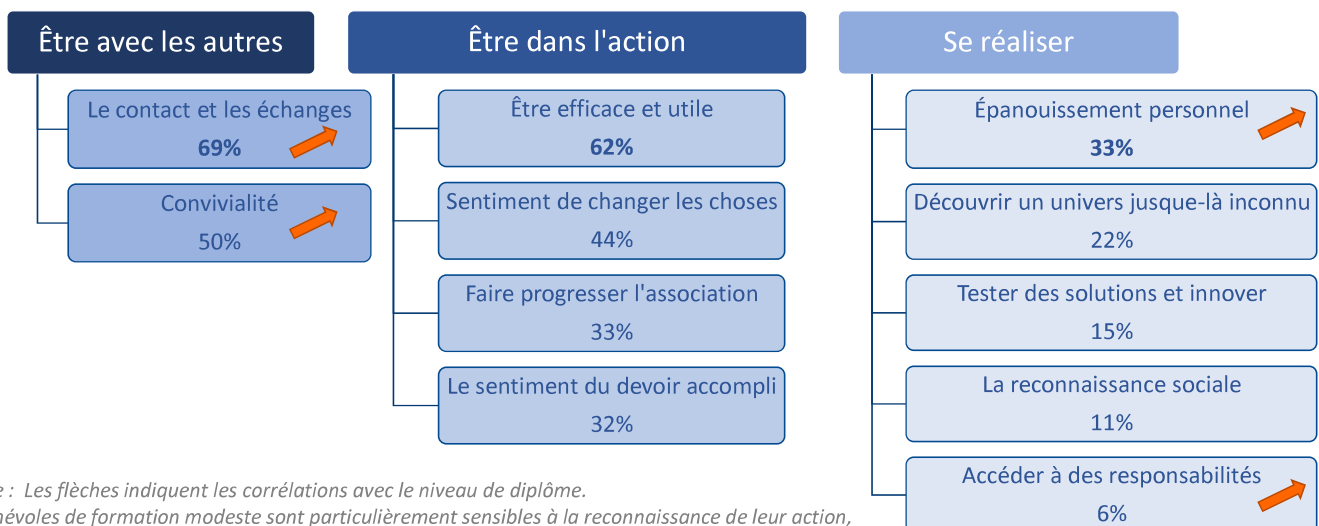 Être avec les autres
Le contact et les échanges
69%
Convivialité
50%
Être dans l'action
Être efficace et utile
62%
Sentiment de changer les choses
44%
Faire progresser l'association
33%
Le sentiment du devoir accompli
32%
Se réaliser
Épanouissement personnel
33%
Découvrir un univers jusque-là inconnu
22%
Tester des solutions et innover
15%
La reconnaissance sociale
11%
Accéder à des responsabilités
6%
e : Les flèches indiquent les corrélations avec le niveau de diplôme.
névoles de formation modeste sont particulièrement sensibles à la reconnaissance de leur action,